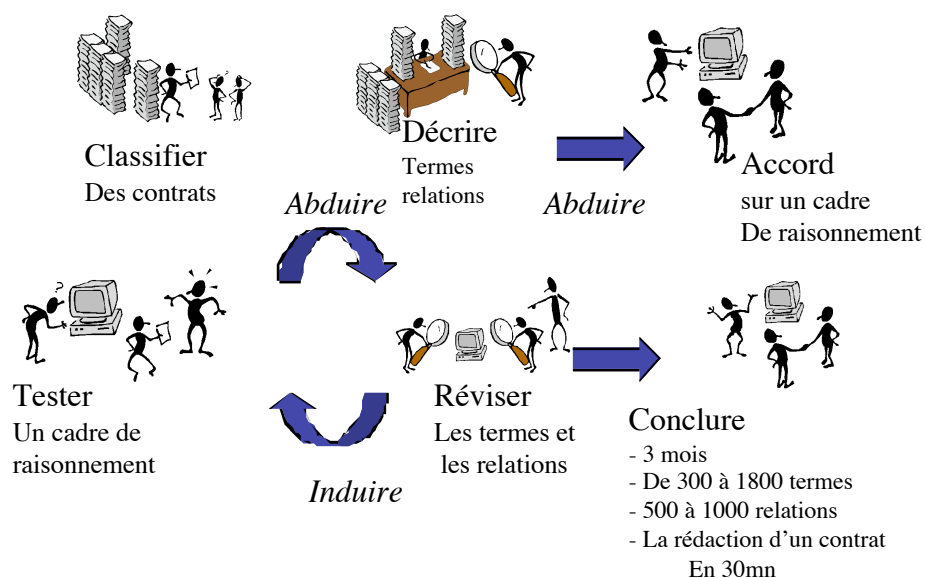 Classifier
Des contrats
Décrire
Termes
relations
Accord
sur un cadre
De raisonnement
Abduire
Abduire
Tester
Un cadre de
raisonnement
Réviser
Les termes et
les relations
Induire
Conclure
- 3 mois
- De 300 à 1800 termes
- 500 à 1000 relations
- La rédaction d’un contrat
En 30mn